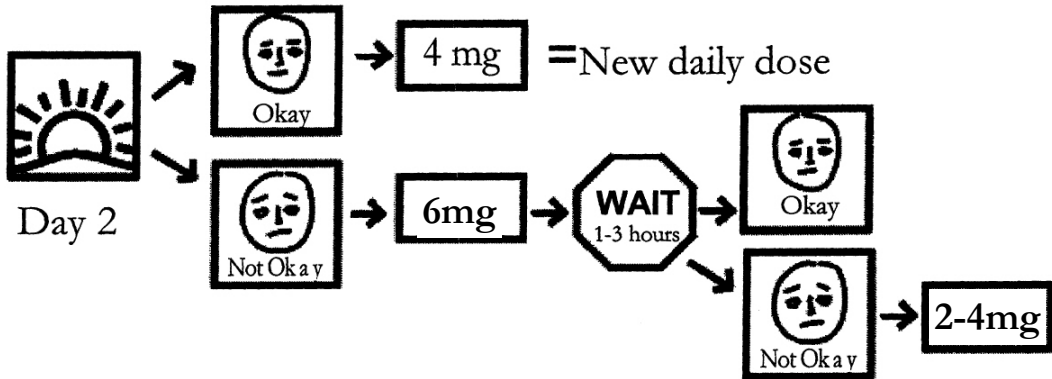 Day 2
Okay
4 mg
=New daily dose
Not Okay
6mg
WAIT
1-3 hours
Okay
Not Okay
2-4mg